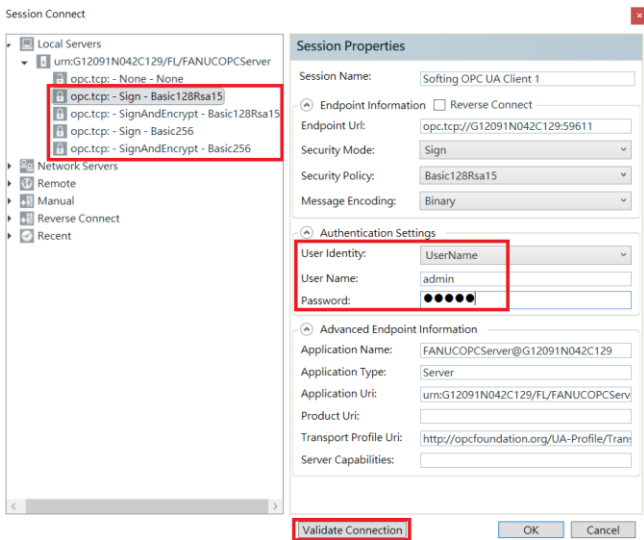 Session Connect
Local Servers
urn:G12091N042C129/FL/FANUCOPCServer
opc.tcp: - None - None
opc.tcp: - Sign - Basic128Rsa15
opc.tcp: - SignAndEncrypt - Basic128Rsa15
opc.tcp: - Sign - Basic256
opc.tcp: - SignAndEncrypt - Basic256
Network Servers
Remote
Manual
Reverse Connect
Recent
Session Properties
Session Name: Softing OPC UA Client 1
Endpoint Information Reverse Connect
Endpoint Url: opc.tcp://G12091N042C129:59611
Security Mode: Sign
Security Policy: Basic128Rsa15
Message Encoding: Binary
Authentication Settings
User Identity: UserName
User Name: admin
Password: ●●●●●
Advanced Endpoint Information
Application Name: FANUCOPCServer@G12091N042C129
Application Type: Server
Application Uri: urn:G12091N042C129/FL/FANUCOPCServ
Product Uri:
Transport Profile Uri: http://opcfoundation.org/UA-Profile/Trans
Server Capabilities:
Validate Connection OK Cancel